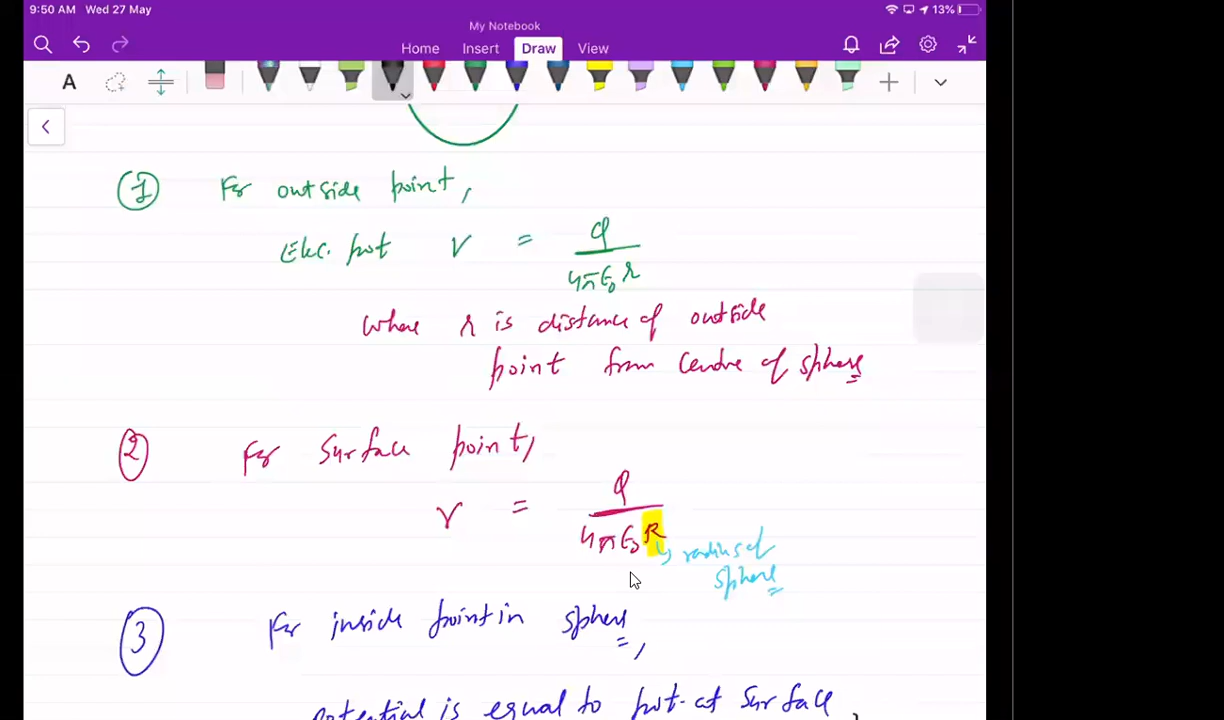 9:50 AM Wed 27 May
13%
My Notebook
Home Insert Draw View
A
① For outside point,
Elec. pot V = Q / 4πε₀r
where r is distance of outside
point from centre of sphere
② For Surface point,
V = Q / 4πε₀R
↳ radius of
sphere
③ For inside point in sphere,
potential is equal to pot. at surface,